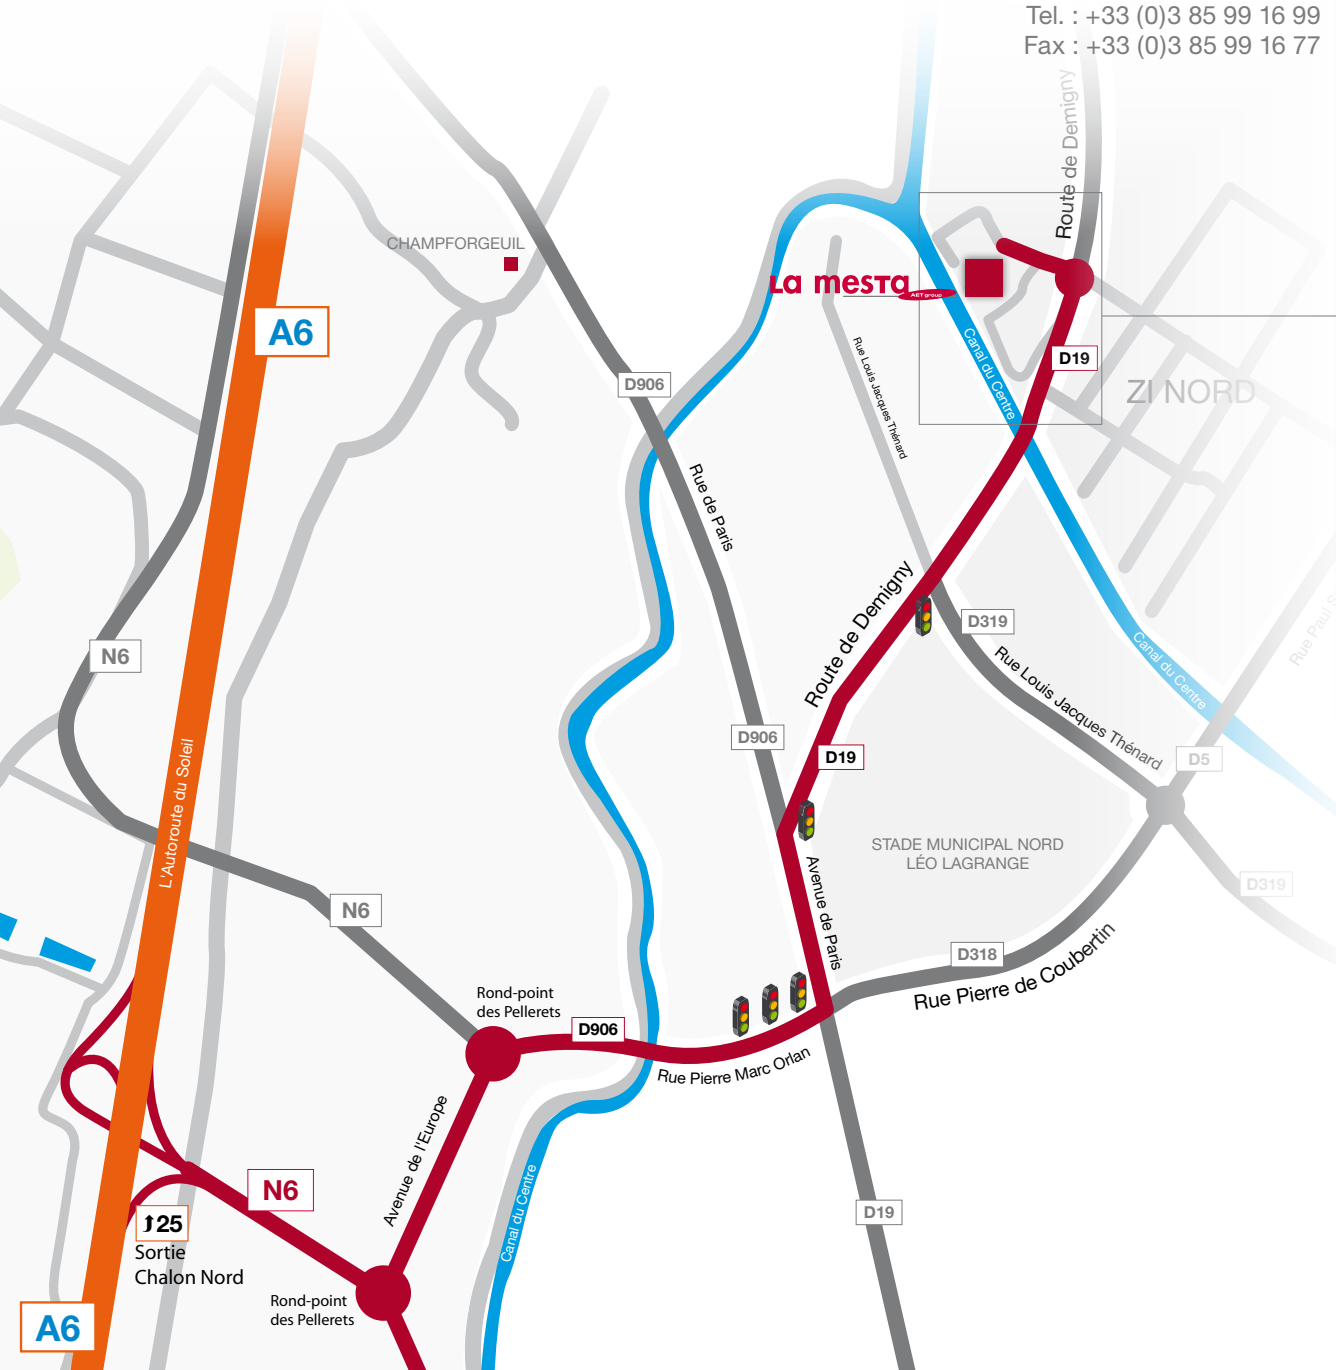 Tel. : +33 (0)3 85 99 16 99
Fax : +33 (0)3 85 99 16 77
Route de Demigny
CHAMPFORGEUIL
La mesta
AET group
A6
Canal du Centre
D19
Rue Louis Jacques Thénard
D906
ZI NORD
Rue de Paris
Route de Demigny
D319
N6
Rue Louis Jacques Thénard
Canal du Centre
D906
D19
D5
L'Autoroute du Soleil
STADE MUNICIPAL NORD
LÉO LAGRANGE
D319
N6
Avenue de Paris
D318
Rue Pierre de Coubertin
Rond-point
des Pellerets
D906
Rue Pierre Marc Orlan
Avenue de l'Europe
N6
Canal du Centre
25
Sortie
Chalon Nord
D19
Rond-point
des Pellerets
A6